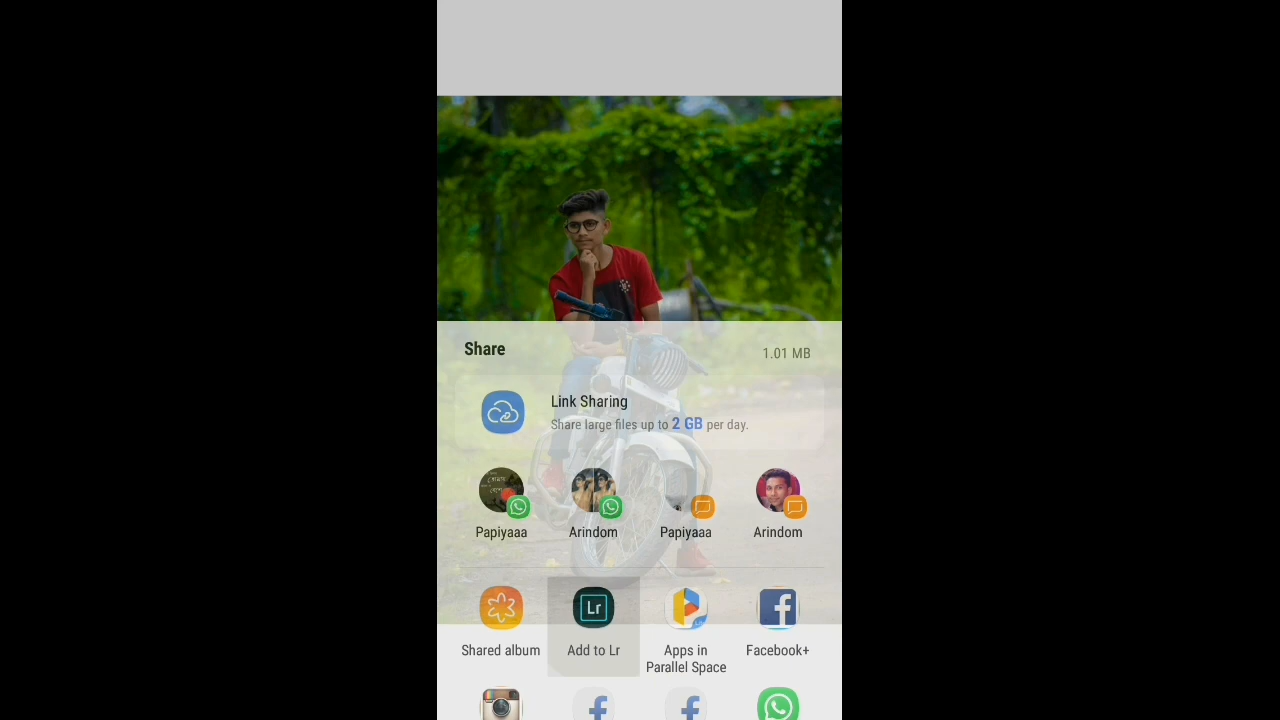 Share
1.01 MB
Link Sharing
Share large files up to 2 GB per day.
Papiyaaa
Arindom
Papiyaaa
Arindom
Lr
Shared album
Add to Lr
Apps in
Parallel Space
Facebook+